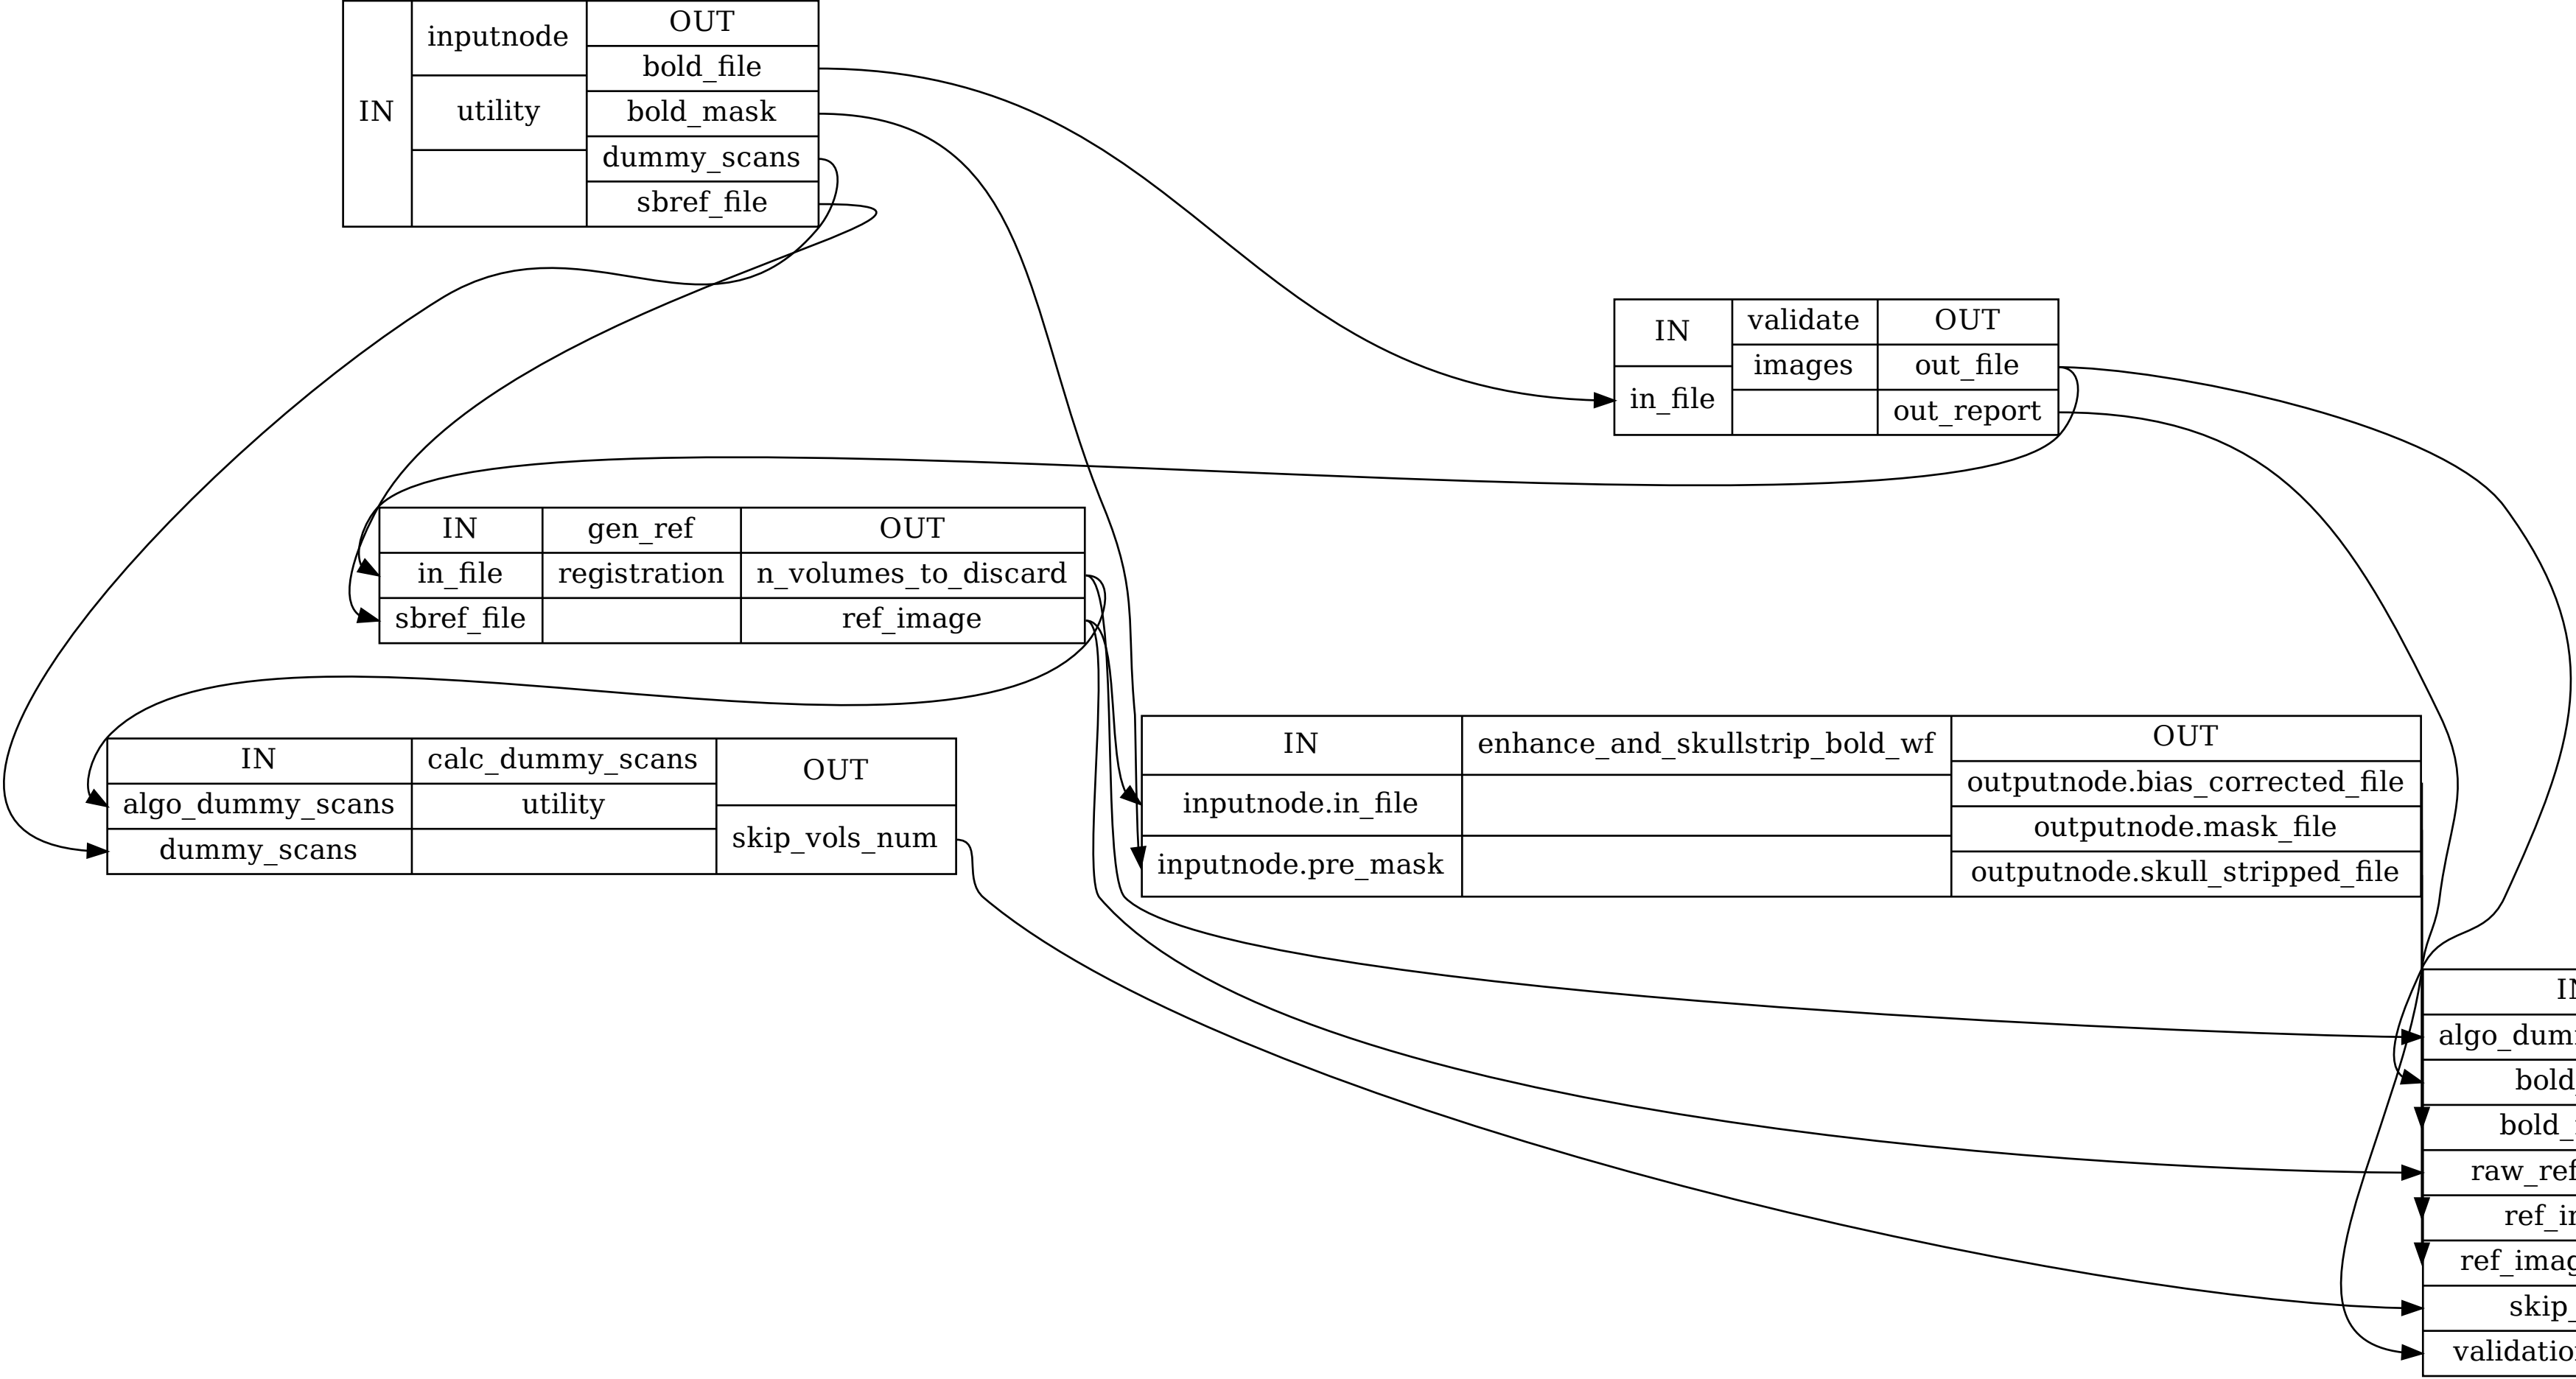 IN
inputnode
utility
OUT
bold_file
bold_mask
dummy_scans
sbref_file
IN
in_file
validate
images
OUT
out_file
out_report
IN
in_file
sbref_file
gen_ref
registration
OUT
n_volumes_to_discard
ref_image
IN
algo_dummy_scans
dummy_scans
calc_dummy_scans
utility
OUT
skip_vols_num
IN
inputnode.in_file
inputnode.pre_mask
enhance_and_skullstrip_bold_wf
OUT
outputnode.bias_corrected_file
outputnode.mask_file
outputnode.skull_stripped_file